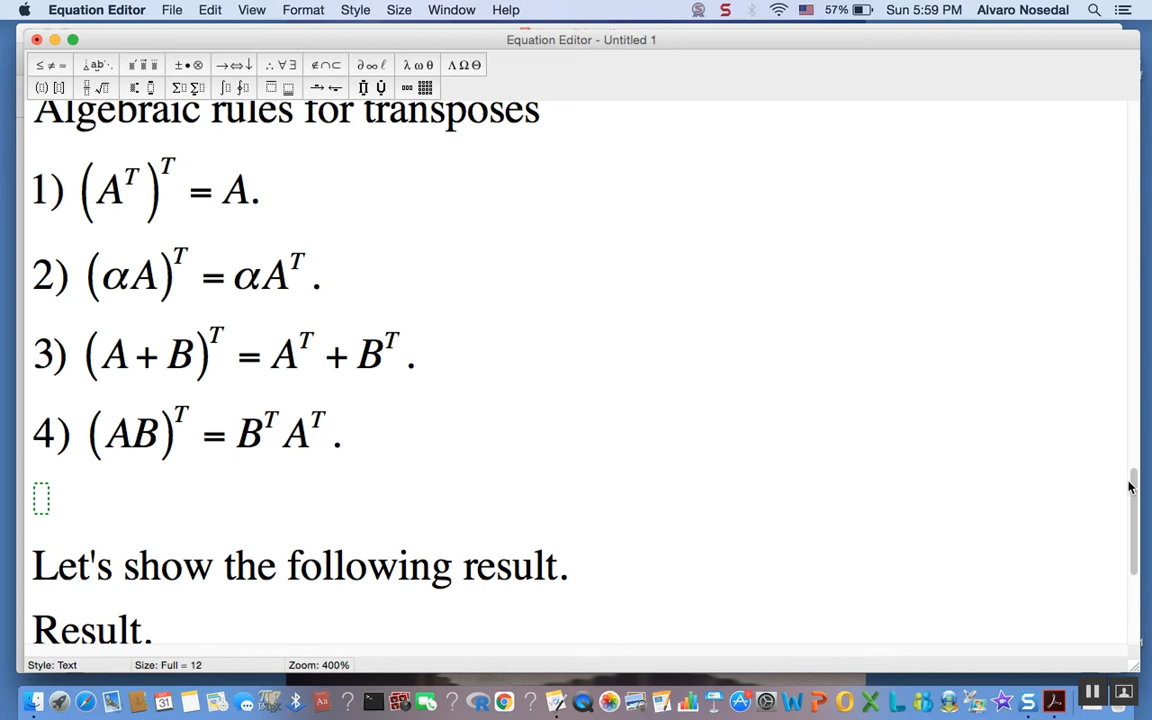 Equation Editor File Edit View Format Style Size Window Help 57% Sun 5:59 PM Alvaro Nosedal
Equation Editor - Untitled 1
Algebraic rules for transposes
1) (A^T)^T = A.
2) (αA)^T = αA^T.
3) (A + B)^T = A^T + B^T.
4) (AB)^T = B^T A^T.
Let's show the following result.
Result.
Style: Text Size: Full = 12 Zoom: 400%